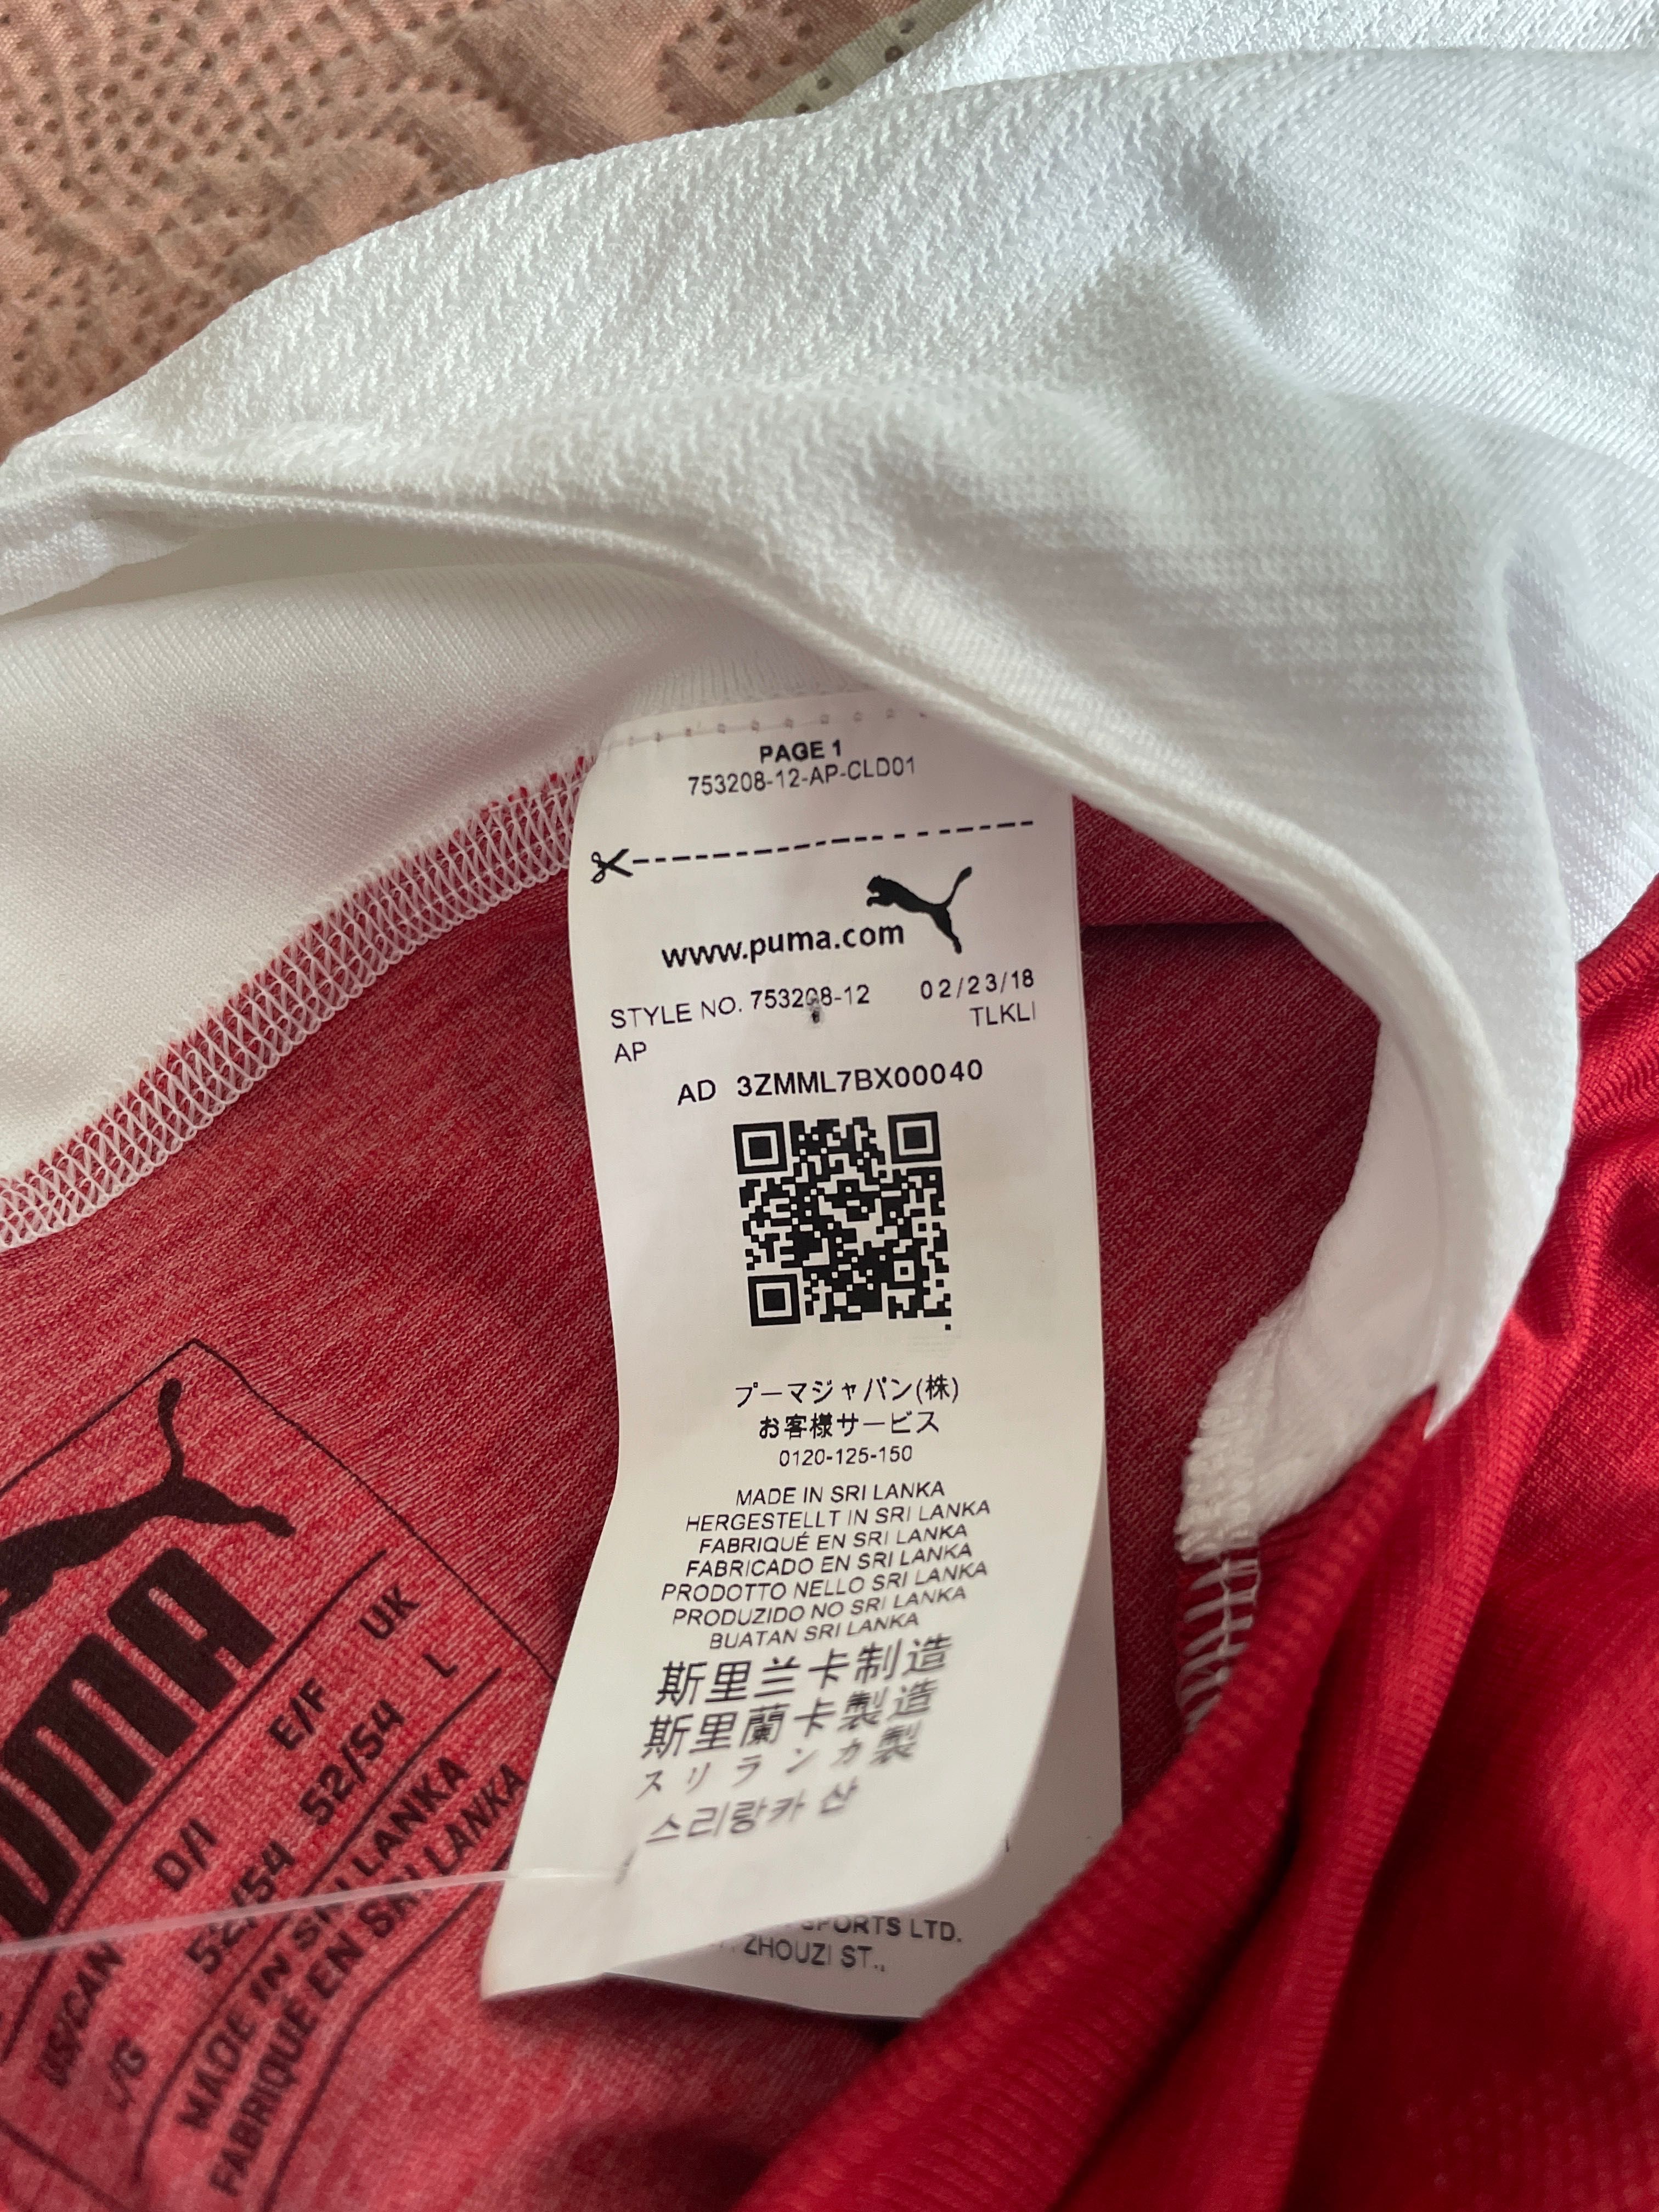 PAGE 1
753208-12-AP-CLD01
www.puma.com
STYLE NO. 753208-12 02/23/18
AP TLKLI
AD 3ZMML7BX00040
プーマジャパン(株)
お客様サービス
0120-125-150
MADE IN SRI LANKA
HERGESTELLT IN SRI LANKA
FABRIQUÉ EN SRI LANKA
FABRICADO EN SRI LANKA
PRODOTTO NELLO SRI LANKA
PRODUZIDO NO SRI LANKA
BUATAN SRI LANKA
斯里兰卡制造
斯里蘭卡製造
スリランカ製
스리랑카 산
SPORTS LTD.
ZHOUZI ST.,
PUMA
US/CAN D/I E/F UK
L/G 52/54 52/54 L
MADE IN SRI LANKA
FABRIQUÉ EN SRI LANKA